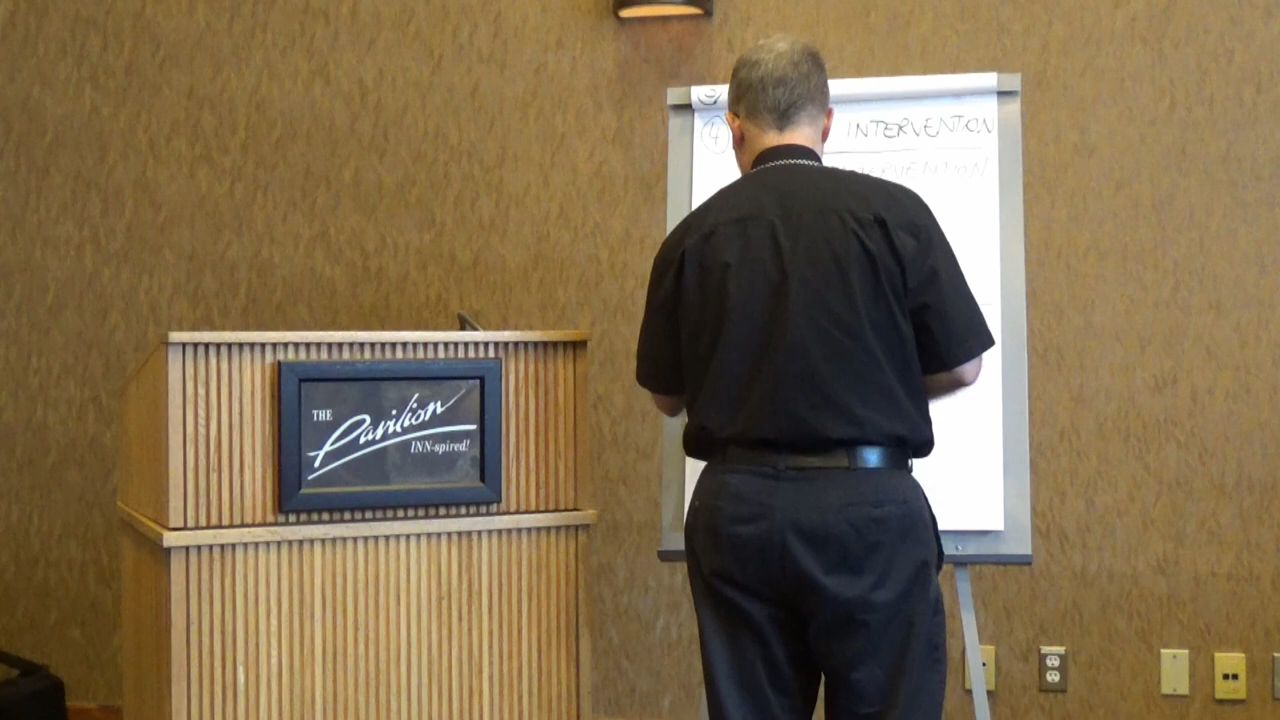 THE
Pavilion
INN-spired!
④ INTERVENTION